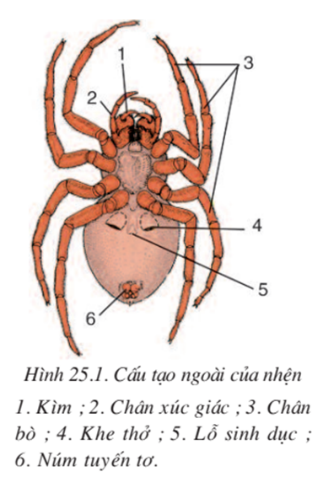 1
2
3
4
5
6
Hình 25.1. Cấu tạo ngoài của nhện
1. Kìm ; 2. Chân xúc giác ; 3. Chân
bò ; 4. Khe thở ; 5. Lỗ sinh dục ;
6. Núm tuyến tơ.